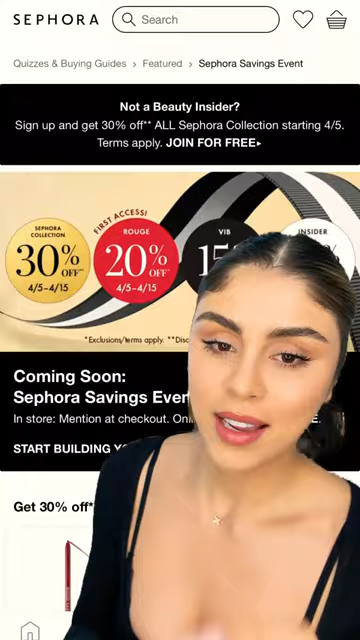 SEPHORA
Search
Quizzes & Buying Guides > Featured > Sephora Savings Event
Not a Beauty Insider?
Sign up and get 30% off** ALL Sephora Collection starting 4/5.
Terms apply. JOIN FOR FREE▸
SEPHORA
COLLECTION
30%
OFF**
4/5–4/15
FIRST ACCESS!
ROUGE
20%
OFF*
4/5–4/15
VIB
INSIDER
*Exclusions/terms apply. **Disc
Coming Soon:
Sephora Savings Even
In store: Mention at checkout. Onl
E.
START BUILDING YO
Get 30% off*